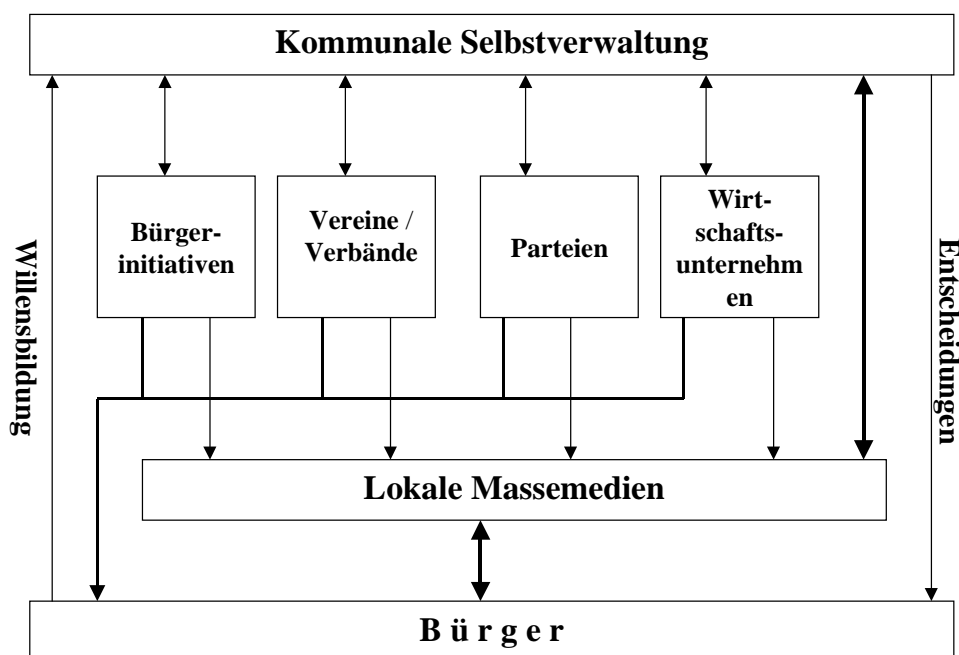 Kommunale Selbstverwaltung
Bürger-
initiativen
Vereine /
Verbände
Parteien
Wirt-
schafts-
unternehm
en
Willensbildung
Entscheidungen
Lokale Massemedien
B ü r g e r